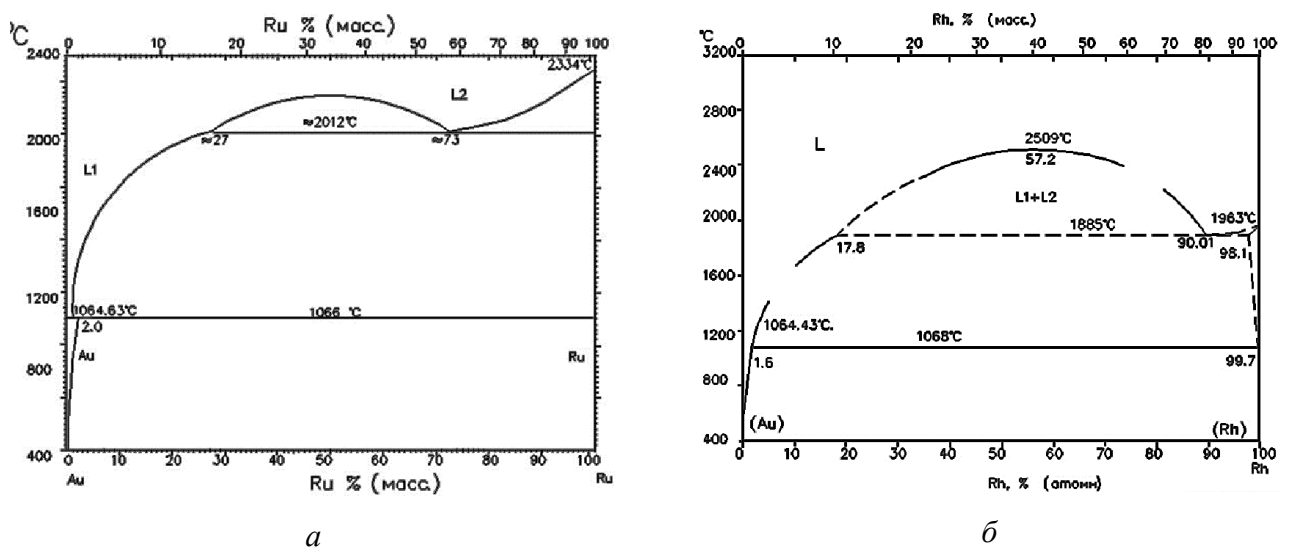 Ru % (масс.)
°C
0 10 20 30 40 50 60 70 80 90 100
2400
2000
1600
1200
800
400
2334°C
L2
≈2012°C
≈27
≈73
L1
1064.63°C
1066 °C
2.0
Au
Ru
0 10 20 30 40 50 60 70 80 90 100
Au
Ru % (масс.)
Ru
а
Rh, % (масс.)
°C
0 10 20 30 40 50 60 70 80 90 100
3200
2800
2400
2000
1600
1200
800
400
L
2509°C
57.2
L1+L2
1963°C
1885°C
17.8
90.01
98.1
1064.43°C.
1068°C
1.6
99.7
(Au)
(Rh)
0 10 20 30 40 50 60 70 80 90 100
Rh
Rh, % (атомн)
б